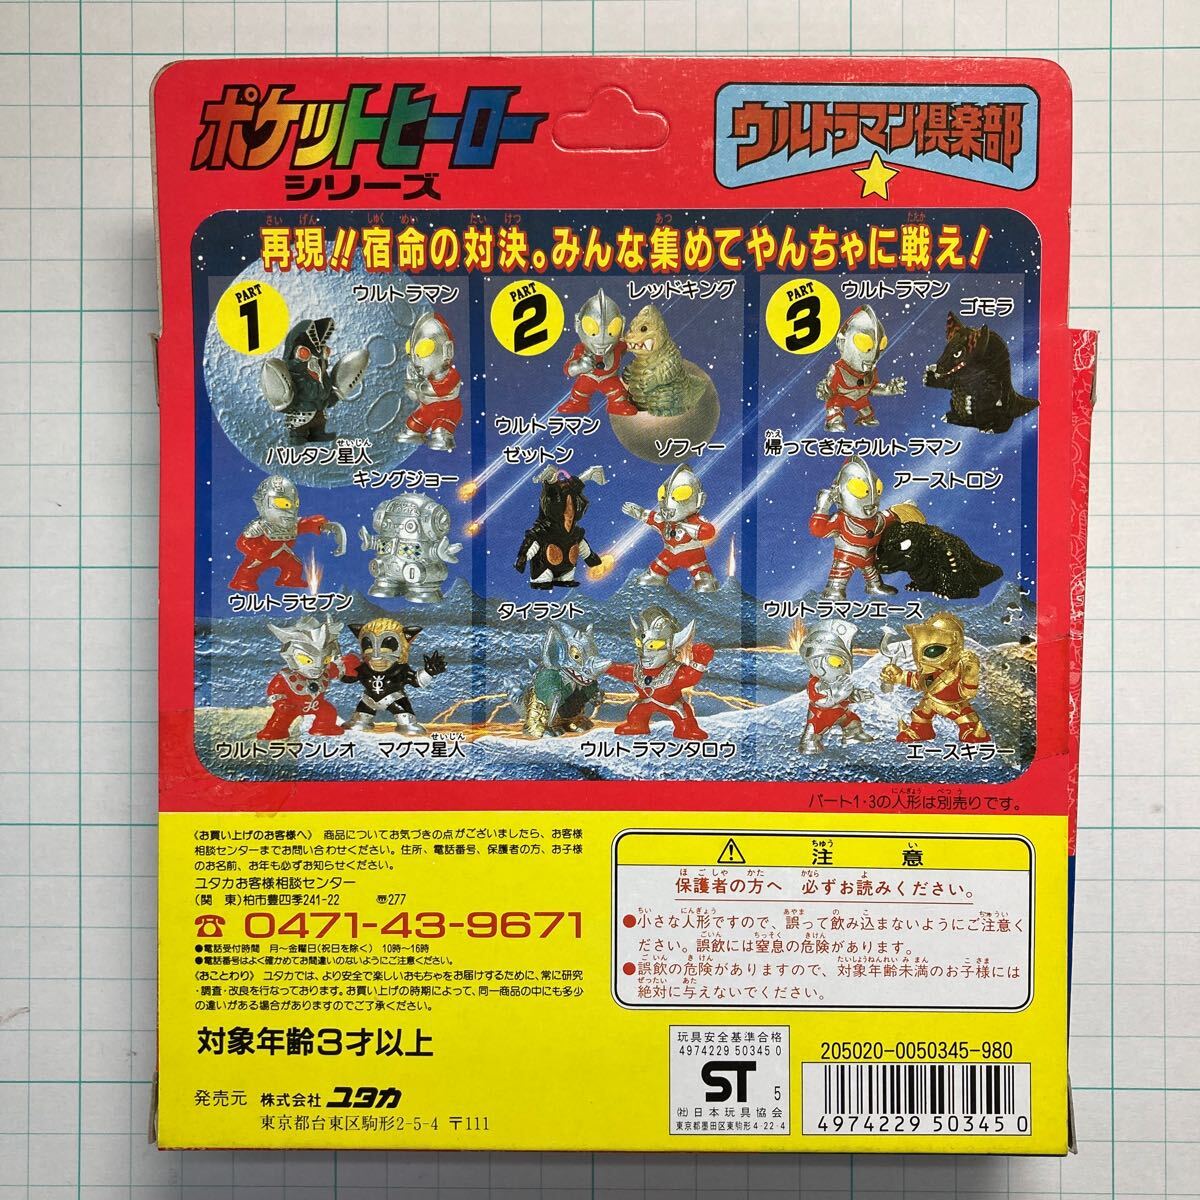 ポケットヒーロー
シリーズ
ウルトラマン倶楽部
再現!!宿命の対決。みんな集めてやんちゃに戦え!
PART 1
ウルトラマン
バルタン星人
キングジョー
ウルトラセブン
ウルトラマンレオ
マグマ星人
PART 2
レッドキング
ウルトラマン
ゼットン
ゾフィー
タイラント
ウルトラマンタロウ
PART 3
ウルトラマン
ゴモラ
帰ってきたウルトラマン
アーストロン
ウルトラマンエース
エースキラー
パート1・3の人形は別売りです。
《お買い上げのお客様へ》 商品についてお気づきの点がございましたら、お客様
相談センターまでお問い合わせください。住所、電話番号、保護者の方、お子様
のお名前、お年も必ずお知らせください。
ユタカお客様相談センター
(関 東)柏市豊四季241-22 〠277
☎ 0471-43-9671
●電話受付時間 月〜金曜日(祝日を除く) 10時〜16時
●電話番号はよく確かめてお間違いのないようにご注意ください。
《おことわり》 ユタカでは、より安全で楽しいおもちゃをお届けするために、常に研究
・調査・改良を行なっております。お買い上げの時期によって、同一商品の中にも多少
の違いがある場合がありますのでご了承ください。
対象年齢3才以上
発売元 株式会社 ユタカ
東京都台東区駒形2-5-4 〒111
⚠ 注意
保護者の方へ 必ずお読みください。
●小さな人形ですので、誤って飲み込まないようにご注意く
ださい。誤飲には窒息の危険があります。
●誤飲の危険がありますので、対象年齢未満のお子様には
絶対に与えないでください。
玩具安全基準合格
4974229 50345 0
ST 5
(社)日本玩具協会
東京都墨田区東駒形4-22-4
205020-0050345-980
4974229 503450